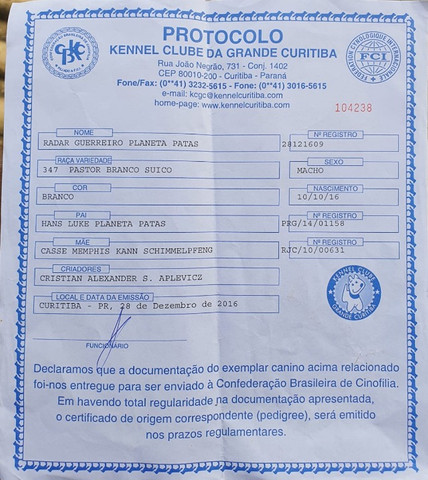 PROTOCOLO
KENNEL CLUBE DA GRANDE CURITIBA
Rua João Negrão, 731 - Conj. 1402
CEP 80010-200 - Curitiba - Paraná
Fone/Fax: (0**41) 3232-5615 - Fone: (0**41) 3016-5615
e-mail: kcgc@kennelcuritiba.com
home-page: www.kennelcuritiba.com
FCI
104238
NOME
Nº REGISTRO
RADAR GUERREIRO PLANETA PATAS
28121609
RAÇA VARIEDADE
SEXO
347 PASTOR BRANCO SUICO
MACHO
COR
NASCIMENTO
BRANCO
10/10/16
PAI
Nº REGISTRO
HANS LUKE PLANETA PATAS
PRG/14/01158
MÃE
Nº REGISTRO
CASSE MEMPHIS KANN SCHIMMELPFENG
RJC/10/00631
CRIADORES
CRISTIAN ALEXANDER S. APLEVICZ
KENNEL CLUBE
GRANDE CURITIBA
LOCAL E DATA DA EMISSÃO
CURITIBA - PR, 28 de Dezembro de 2016
FUNCIONÁRIO
Declaramos que a documentação do exemplar canino acima relacionado
foi-nos entregue para ser enviado à Confederação Brasileira de Cinofilia.
Em havendo total regularidade na documentação apresentada,
o certificado de origem correspondente (pedigree), será emitido
nos prazos regulamentares.